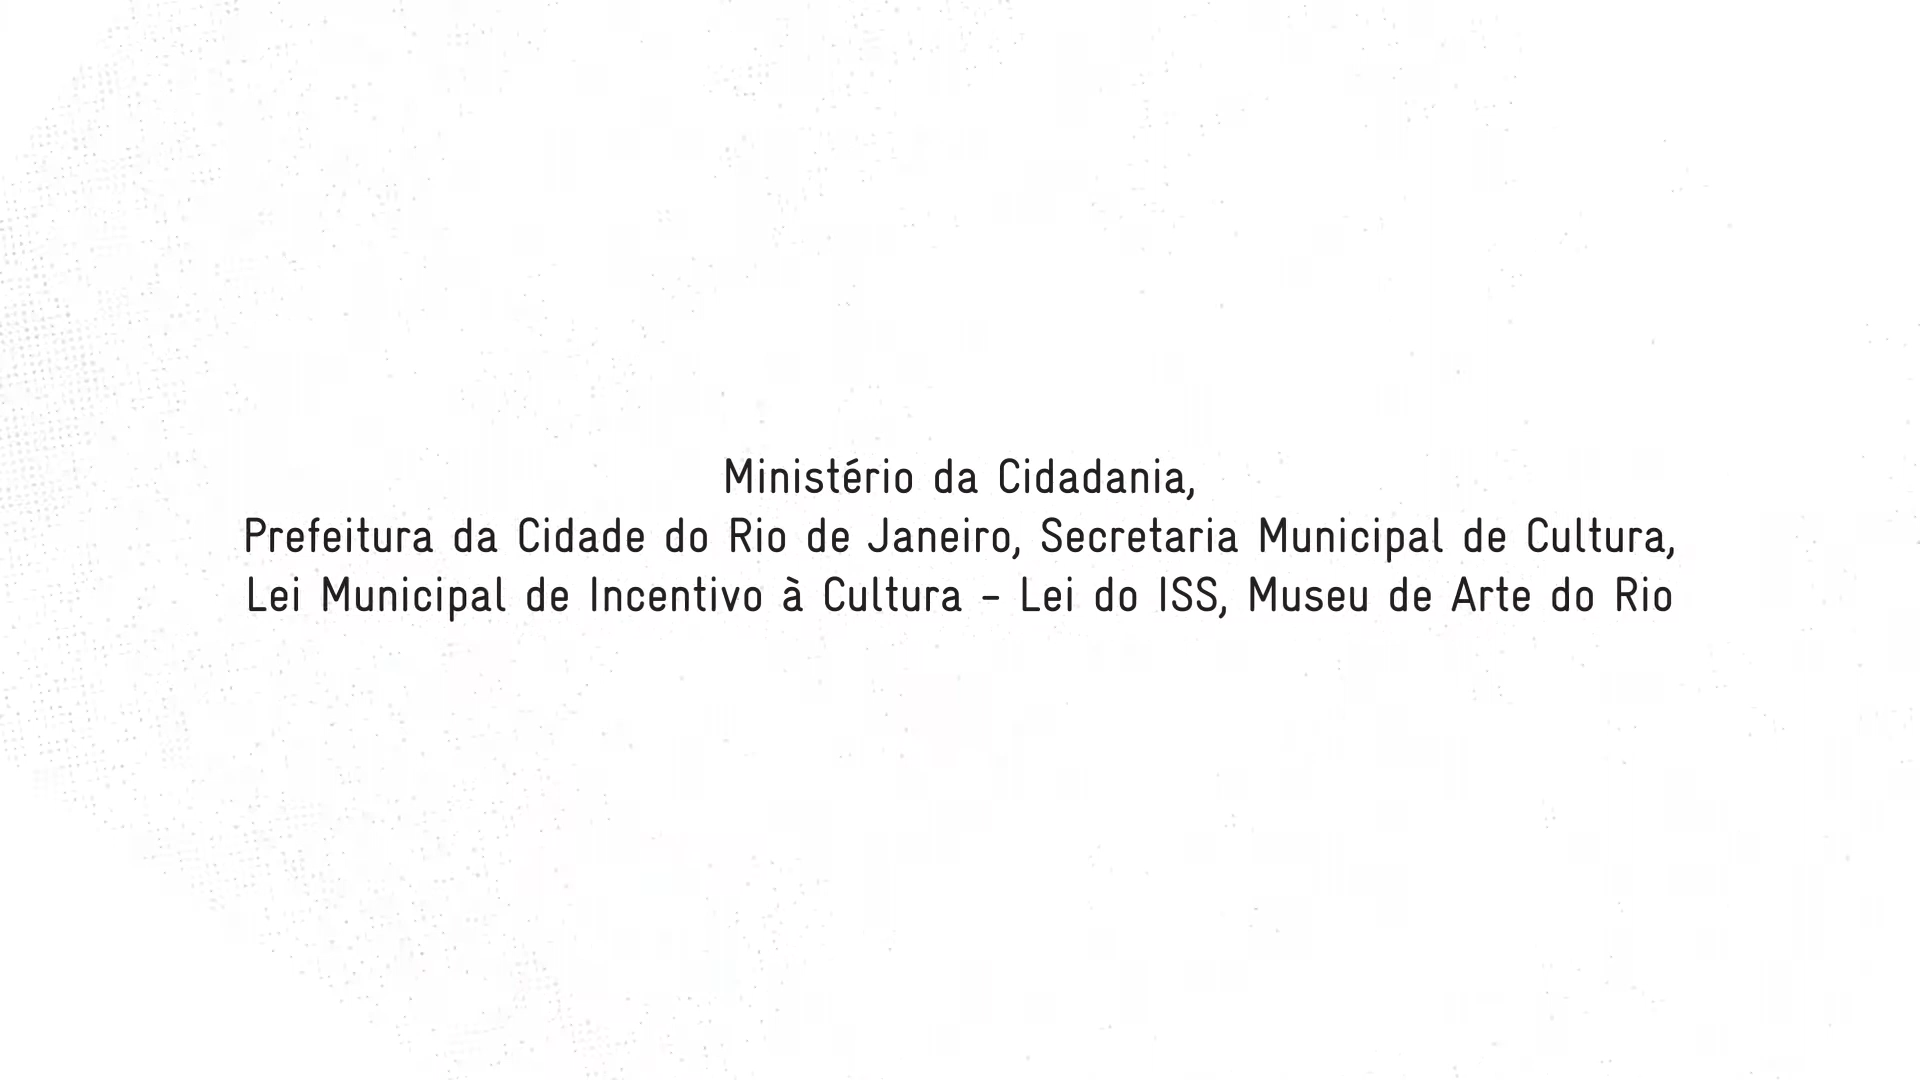 Ministério da Cidadania,
Prefeitura da Cidade do Rio de Janeiro, Secretaria Municipal de Cultura,
Lei Municipal de Incentivo à Cultura – Lei do ISS, Museu de Arte do Rio